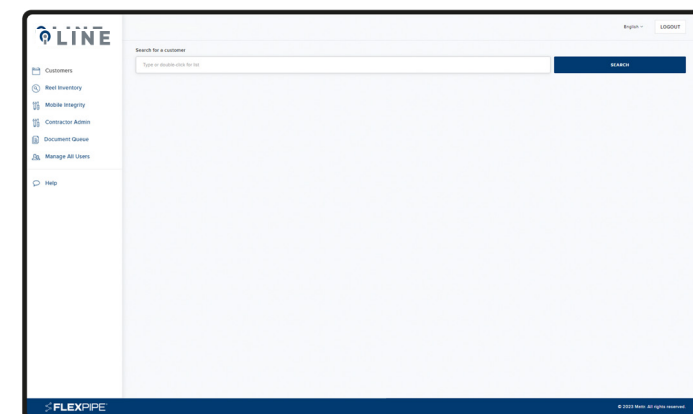 LINE
English
LOGOUT
Search for a customer
Type or double-click for list
SEARCH
Customers
Reel Inventory
Mobile Integrity
Contractor Admin
Document Queue
Manage All Users
Help
FLEXPIPE
© 2023 Mattr. All rights reserved